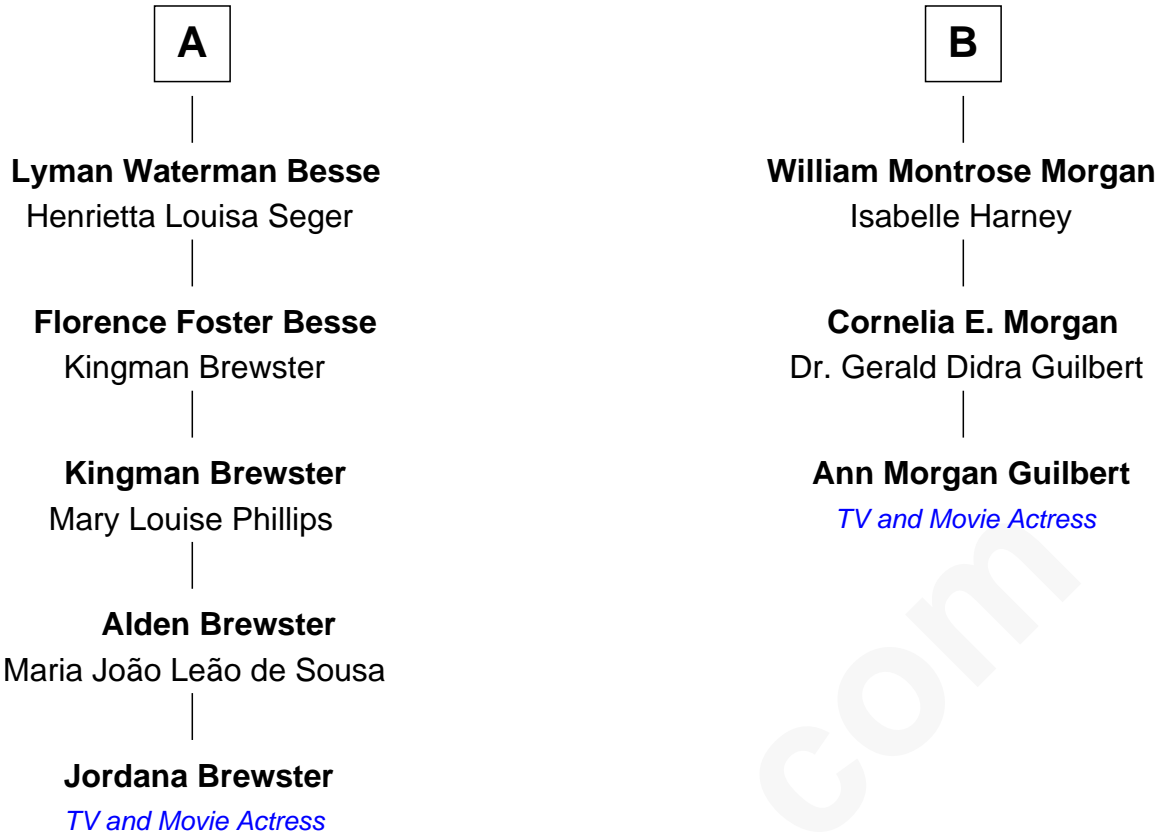 A
Lyman Waterman Besse
Henrietta Louisa Seger
Florence Foster Besse
Kingman Brewster
Kingman Brewster
Mary Louise Phillips
Alden Brewster
Maria João Leão de Sousa
Jordana Brewster
TV and Movie Actress
B
William Montrose Morgan
Isabelle Harney
Cornelia E. Morgan
Dr. Gerald Didra Guilbert
Ann Morgan Guilbert
TV and Movie Actress
com